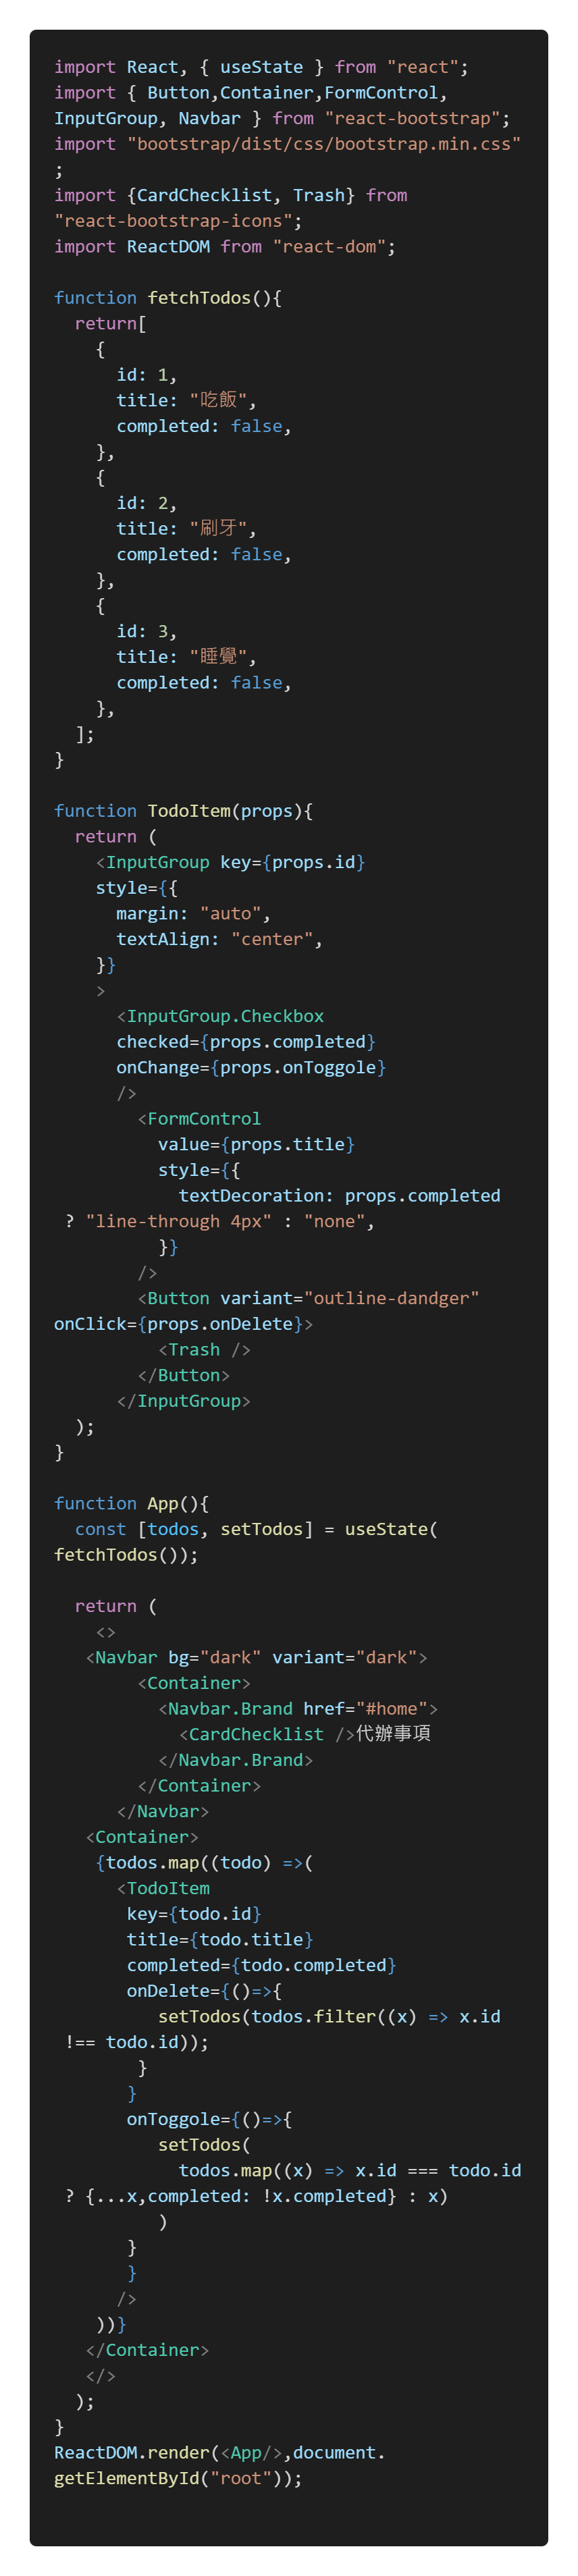 import React, { useState } from "react";
import { Button,Container,FormControl,
InputGroup, Navbar } from "react-bootstrap";
import "bootstrap/dist/css/bootstrap.min.css"
;
import {CardChecklist, Trash} from
"react-bootstrap-icons";
import ReactDOM from "react-dom";

function fetchTodos(){
  return[
    {
      id: 1,
      title: "吃飯",
      completed: false,
    },
    {
      id: 2,
      title: "刷牙",
      completed: false,
    },
    {
      id: 3,
      title: "睡覺",
      completed: false,
    },
  ];
}

function TodoItem(props){
  return (
    <InputGroup key={props.id}
    style={{
      margin: "auto",
      textAlign: "center",
    }}
    >
      <InputGroup.Checkbox
      checked={props.completed}
      onChange={props.onToggole}
      />
        <FormControl
          value={props.title}
          style={{
            textDecoration: props.completed
 ? "line-through 4px" : "none",
          }}
        />
        <Button variant="outline-dandger"
onClick={props.onDelete}>
          <Trash />
        </Button>
      </InputGroup>
  );
}

function App(){
  const [todos, setTodos] = useState(
fetchTodos());

  return (
    <>
   <Navbar bg="dark" variant="dark">
        <Container>
          <Navbar.Brand href="#home">
            <CardChecklist />代辦事項
          </Navbar.Brand>
        </Container>
      </Navbar>
   <Container>
    {todos.map((todo) =>(
      <TodoItem
       key={todo.id}
       title={todo.title}
       completed={todo.completed}
       onDelete={()=>{
          setTodos(todos.filter((x) => x.id
 !== todo.id));
        }
       }
       onToggole={()=>{
          setTodos(
            todos.map((x) => x.id === todo.id
 ? {...x,completed: !x.completed} : x)
          )
       }
       }
      />
    ))}
   </Container>
   </>
  );
}
ReactDOM.render(<App/>,document.
getElementById("root"));